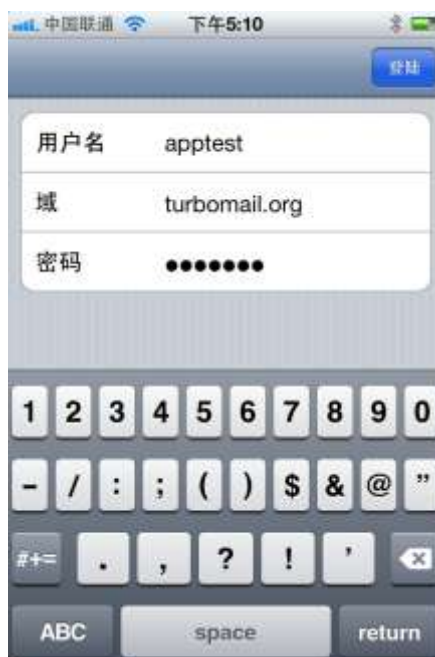 中国联通 下午5:10
登陆
用户名 apptest
域 turbomail.org
密码 ●●●●●●●
1 2 3 4 5 6 7 8 9 0
- / : ; ( ) $ & @ "
#+= . , ? ! '
ABC space return